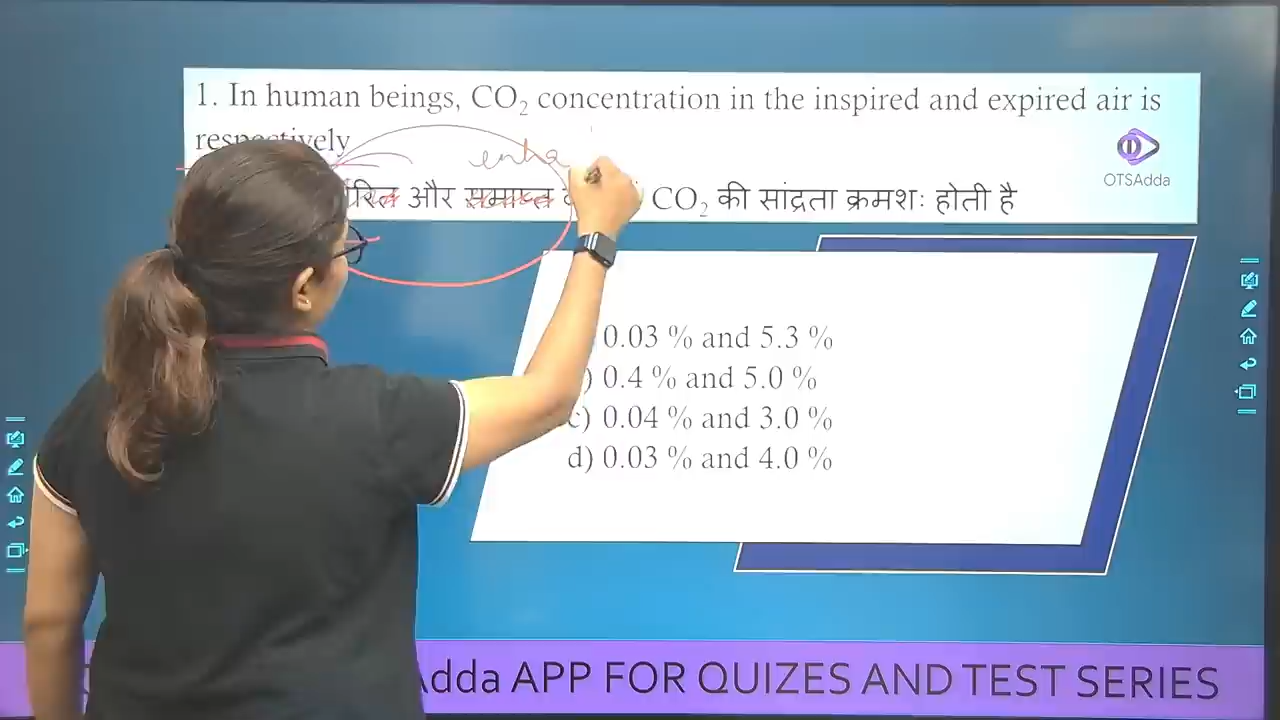 1. In human beings, CO₂ concentration in the inspired and expired air is
respectively
और समाप्त CO₂ की सांद्रता क्रमशः होती है
enha
OTSAdda
0.03 % and 5.3 %
) 0.4 % and 5.0 %
c) 0.04 % and 3.0 %
d) 0.03 % and 4.0 %
Adda APP FOR QUIZES AND TEST SERIES